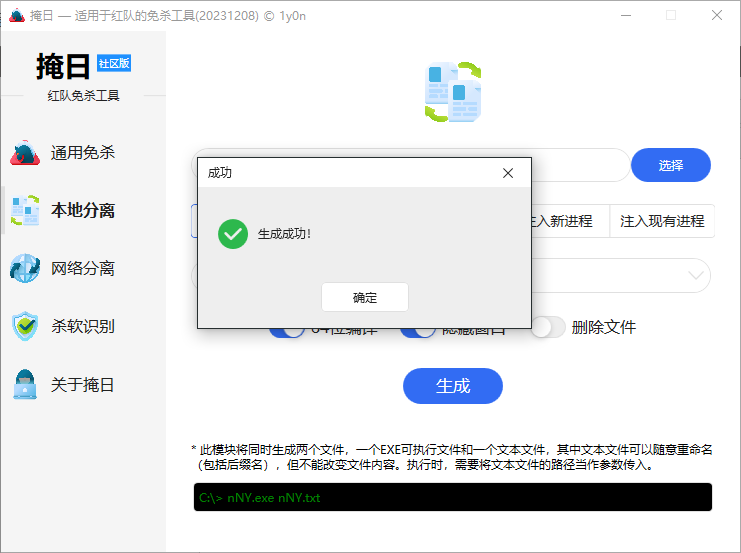 掩日 — 适用于红队的免杀工具(20231208) © 1y0n
掩日 社区版
红队免杀工具
通用免杀
本地分离
网络分离
杀软识别
关于掩日
选择
成功
生成成功!
确定
注入新进程
注入现有进程
64位编译
隐藏窗口
删除文件
生成
* 此模块将同时生成两个文件，一个EXE可执行文件和一个文本文件，其中文本文件可以随意重命名
（包括后缀名），但不能改变文件内容。执行时，需要将文本文件的路径当作参数传入。
C:\> nNY.exe nNY.txt